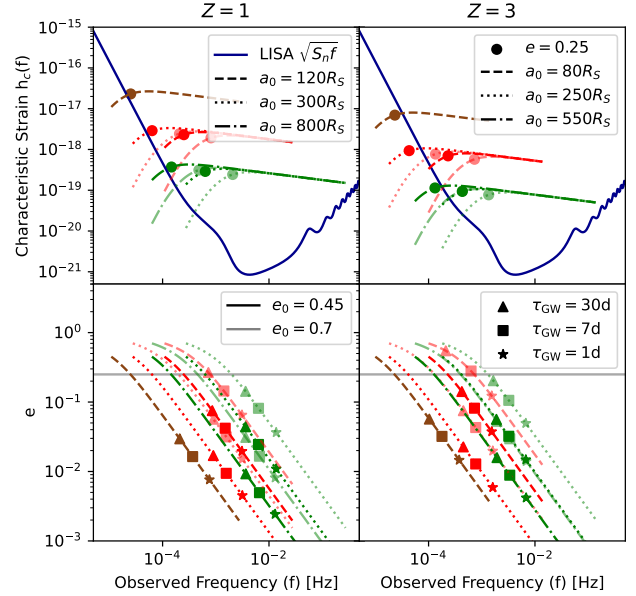 Z = 1
Z = 3
Characteristic Strain h_c(f)
10^−15
10^−16
10^−17
10^−18
10^−19
10^−20
10^−21
LISA √S_n f
a_0 = 120R_S
a_0 = 300R_S
a_0 = 800R_S
e = 0.25
a_0 = 80R_S
a_0 = 250R_S
a_0 = 550R_S
e
10^0
10^−1
10^−2
10^−3
e_0 = 0.45
e_0 = 0.7
τ_GW = 30d
τ_GW = 7d
τ_GW = 1d
10^−4
10^−2
10^−4
10^−2
Observed Frequency (f) [Hz]
Observed Frequency (f) [Hz]